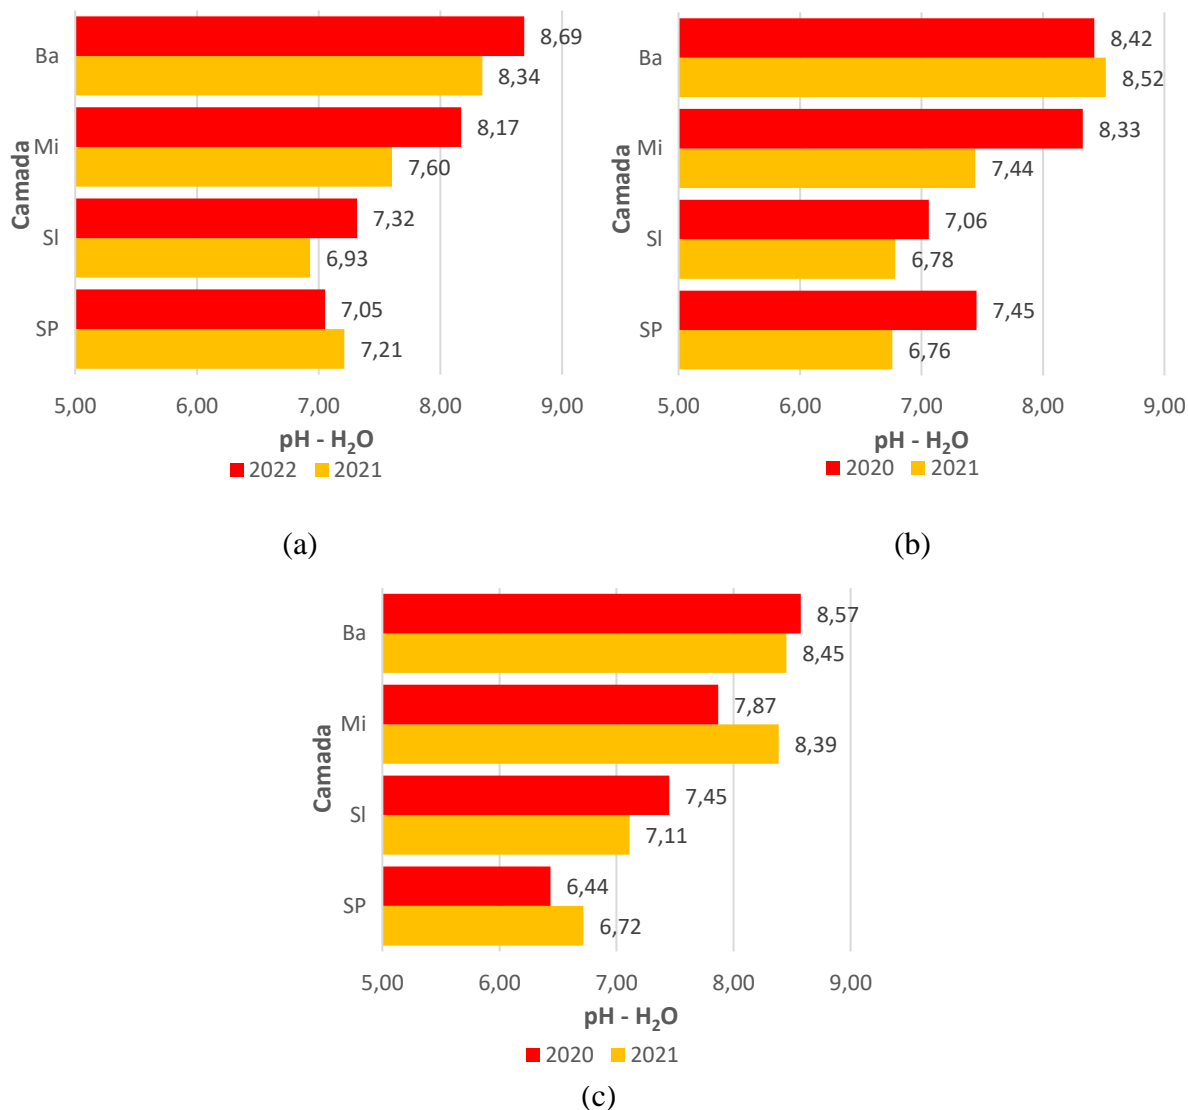 Ba
8,69
8,34
Mi
8,17
7,60
Sl
7,32
6,93
SP
7,05
7,21
Camada
5,00 6,00 7,00 8,00 9,00
pH - H₂O
2022 2021
(a)
Ba
8,42
8,52
Mi
8,33
7,44
Sl
7,06
6,78
SP
7,45
6,76
Camada
5,00 6,00 7,00 8,00 9,00
pH - H₂O
2020 2021
(b)
Ba
8,57
8,45
Mi
7,87
8,39
Sl
7,45
7,11
SP
6,44
6,72
Camada
5,00 6,00 7,00 8,00 9,00
pH - H₂O
2020 2021
(c)